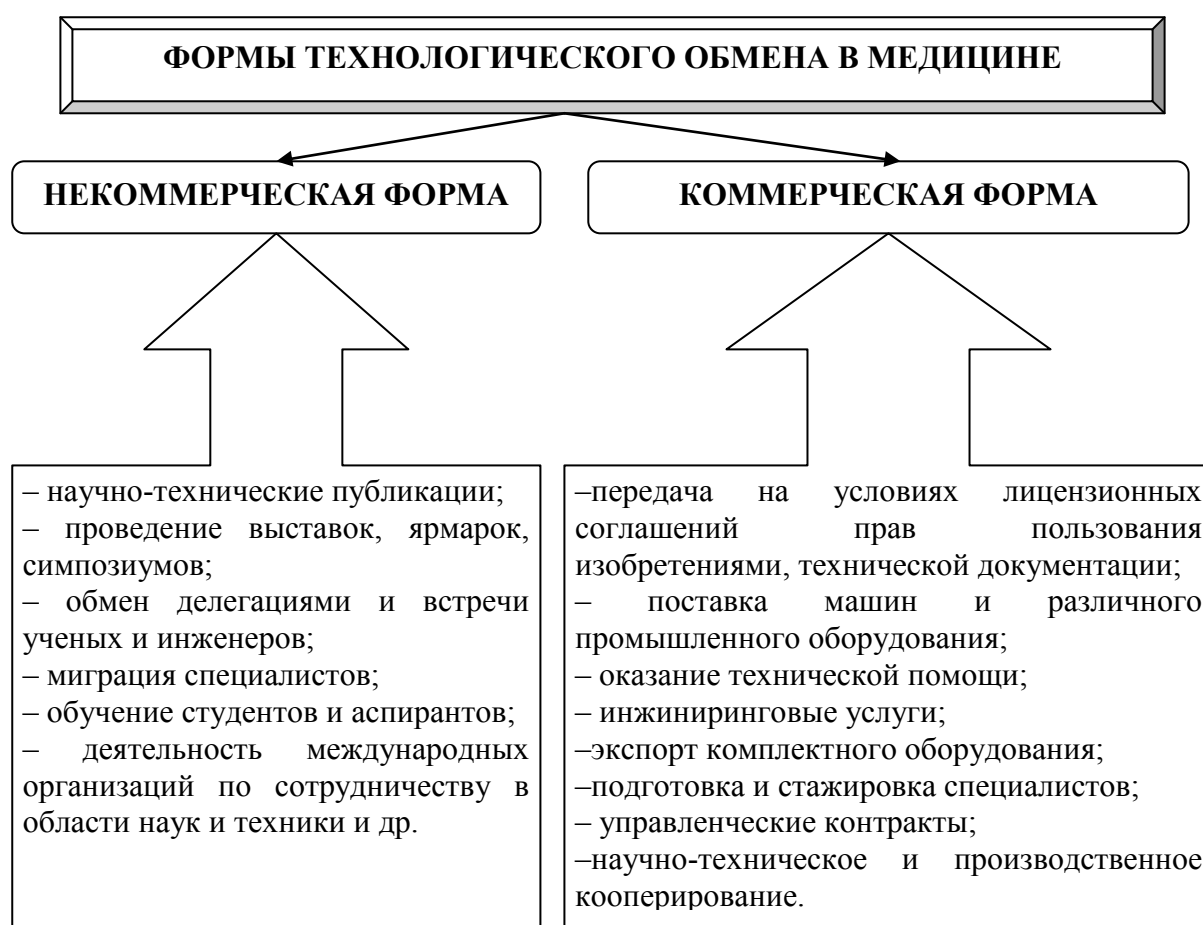 ФОРМЫ ТЕХНОЛОГИЧЕСКОГО ОБМЕНА В МЕДИЦИНЕ
НЕКОММЕРЧЕСКАЯ ФОРМА
КОММЕРЧЕСКАЯ ФОРМА
– научно-технические публикации;
– проведение выставок, ярмарок,
симпозиумов;
– обмен делегациями и встречи
ученых и инженеров;
– миграция специалистов;
– обучение студентов и аспирантов;
– деятельность международных
организаций по сотрудничеству в
области наук и техники и др.
–передача на условиях лицензионных
соглашений прав пользования
изобретениями, технической документации;
– поставка машин и различного
промышленного оборудования;
– оказание технической помощи;
– инжиниринговые услуги;
–экспорт комплектного оборудования;
–подготовка и стажировка специалистов;
– управленческие контракты;
–научно-техническое и производственное
кооперирование.